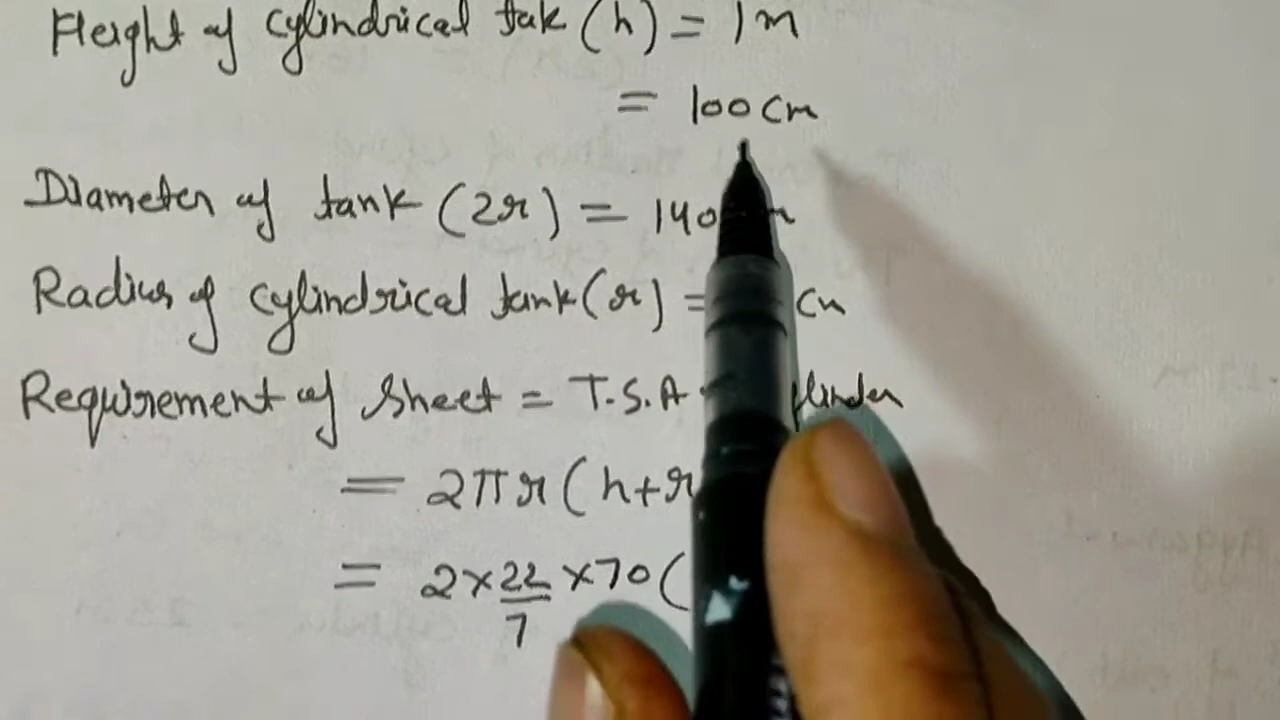 Height of cylindrical tak (h) = 1m
= 100 cm
Diameter of tank (2r) = 140
Radius of cylindrical tank (r) = cm
Requirement of sheet = T.S.A
= 2πr (h+r
= 2×22/7×70 (